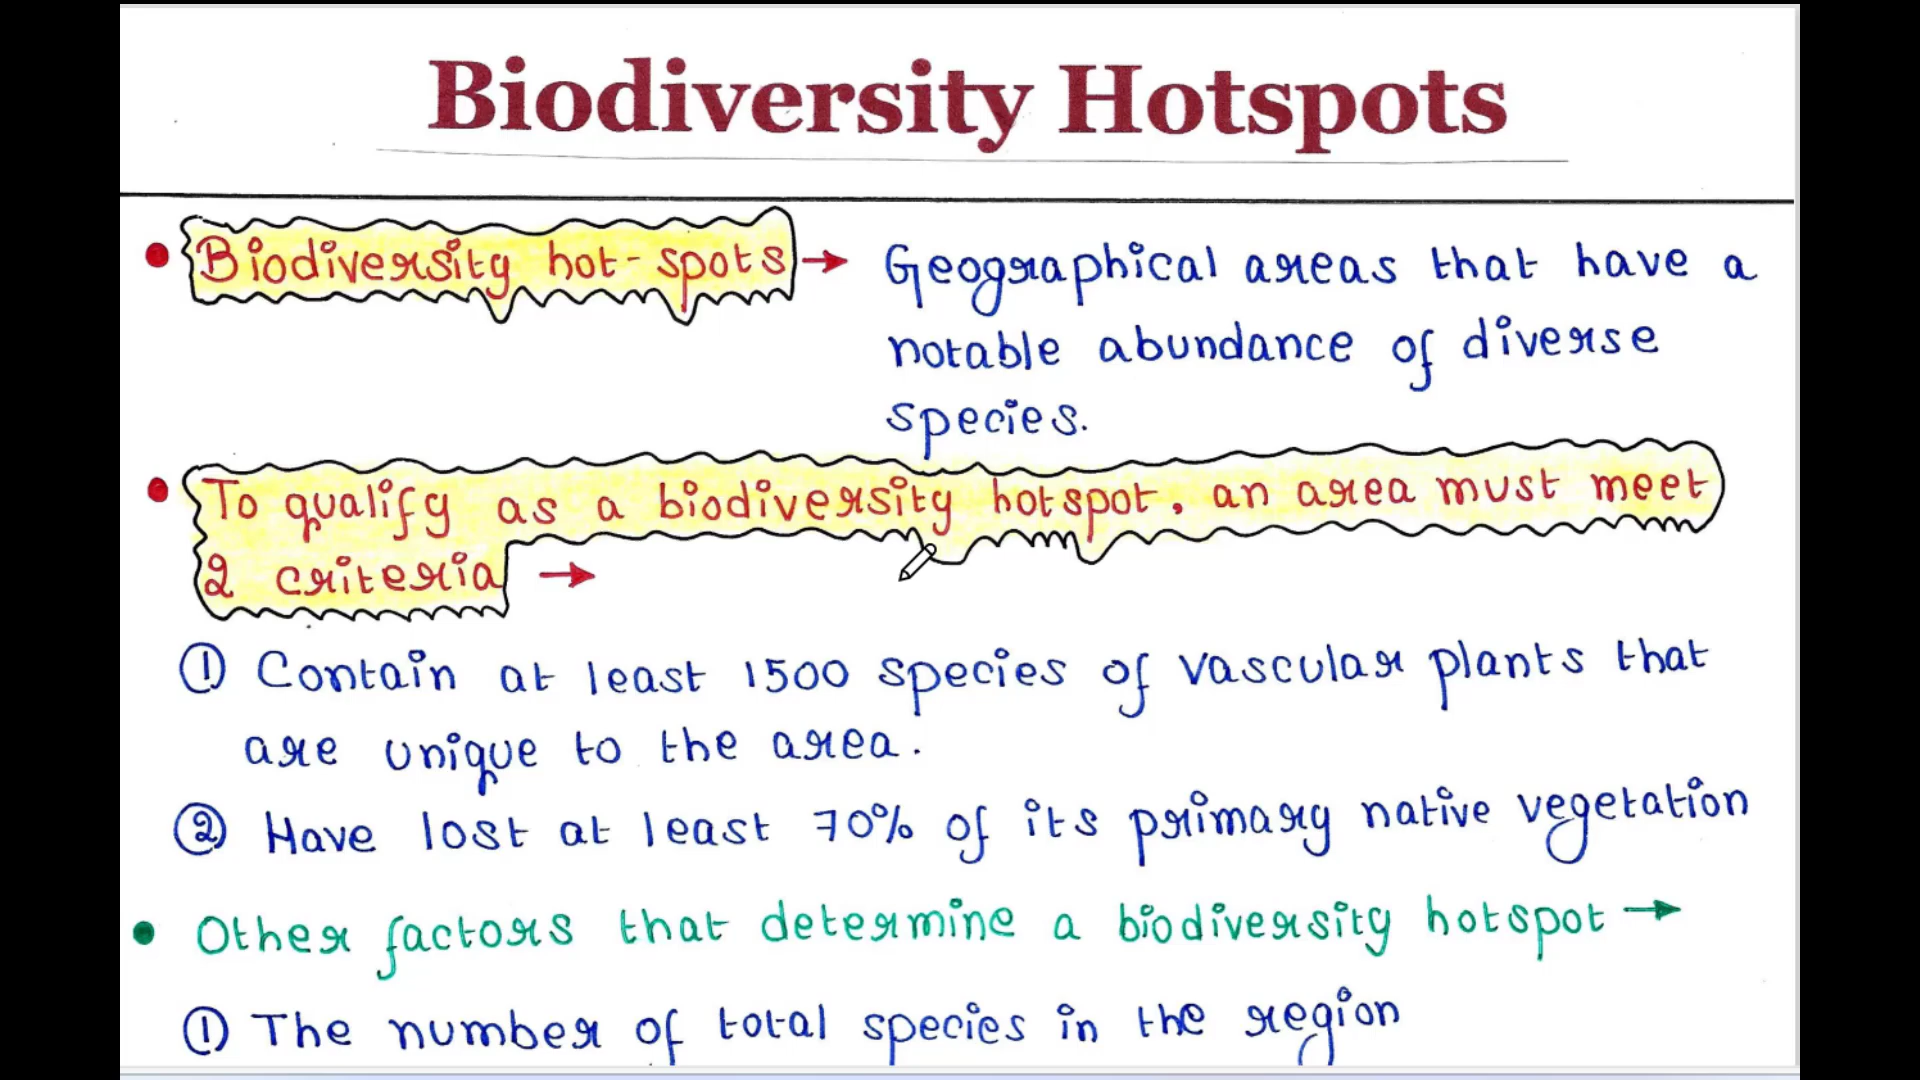 Biodiversity Hotspots
• Biodiversity hot-spots → Geographical areas that have a
notable abundance of diverse
species.
• To qualify as a biodiversity hotspot, an area must meet
2 criteria →
① Contain at least 1500 species of vascular plants that
are unique to the area.
② Have lost at least 70% of its primary native vegetation
• Other factors that determine a biodiversity hotspot →
① The number of total species in the region